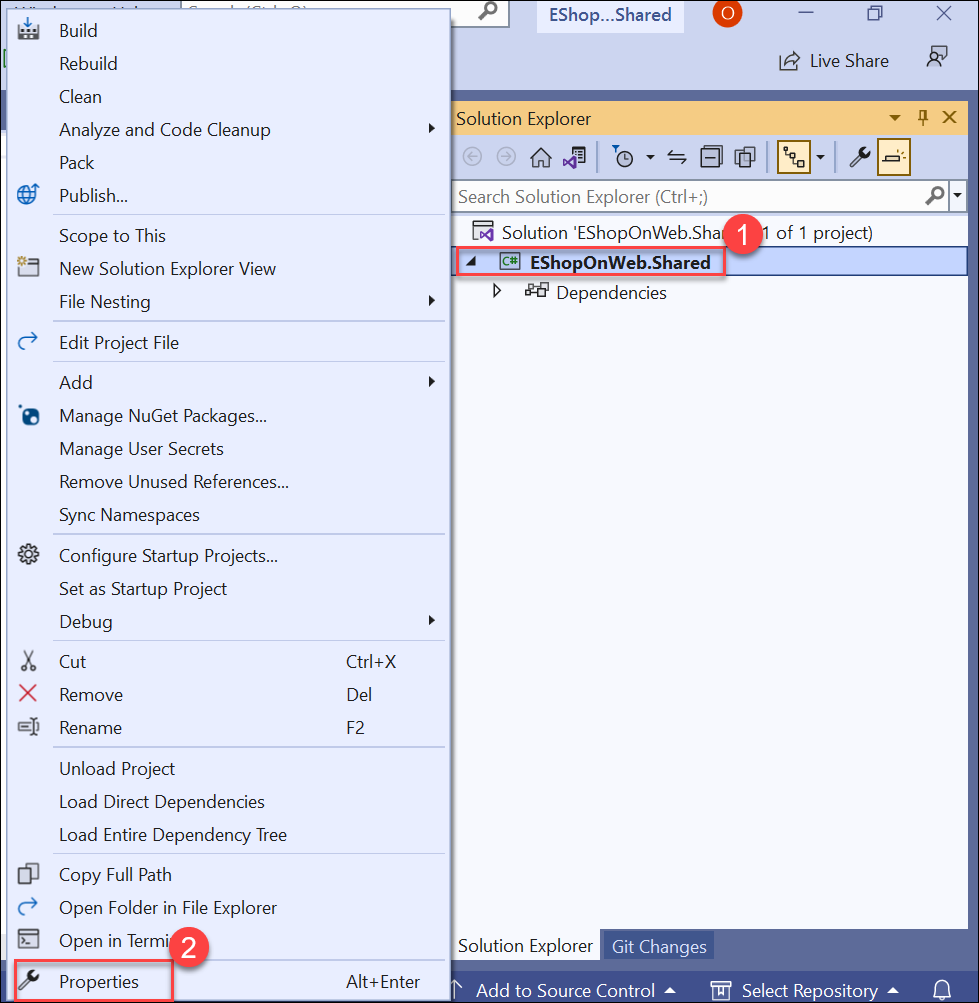 EShop...Shared
O
Live Share
Build
Rebuild
Clean
Analyze and Code Cleanup
Pack
Publish...
Scope to This
New Solution Explorer View
File Nesting
Edit Project File
Add
Manage NuGet Packages...
Manage User Secrets
Remove Unused References...
Sync Namespaces
Configure Startup Projects...
Set as Startup Project
Debug
Cut Ctrl+X
Remove Del
Rename F2
Unload Project
Load Direct Dependencies
Load Entire Dependency Tree
Copy Full Path
Open Folder in File Explorer
Open in Termi
2
Properties Alt+Enter
Solution Explorer
Search Solution Explorer (Ctrl+;)
Solution 'EShopOnWeb.Shar 1 of 1 project)
1
C# EShopOnWeb.Shared
Dependencies
Solution Explorer Git Changes
Add to Source Control Select Repository